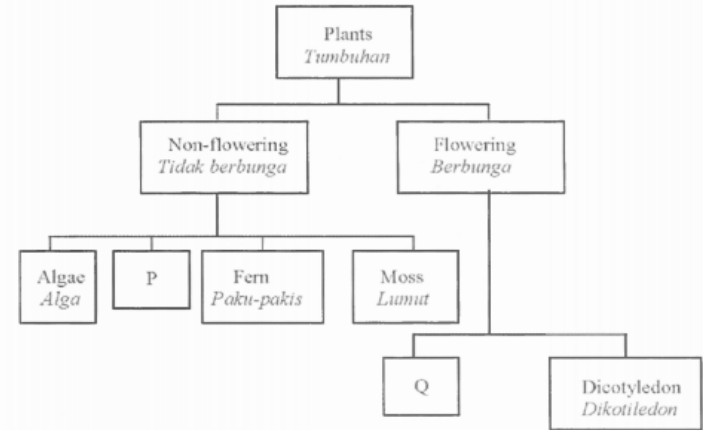 Plants
Tumbuhan
Non-flowering
Tidak berbunga
Flowering
Berbunga
Algae
Alga
P
Fern
Paku-pakis
Moss
Lumut
Q
Dicotyledon
Dikotiledon